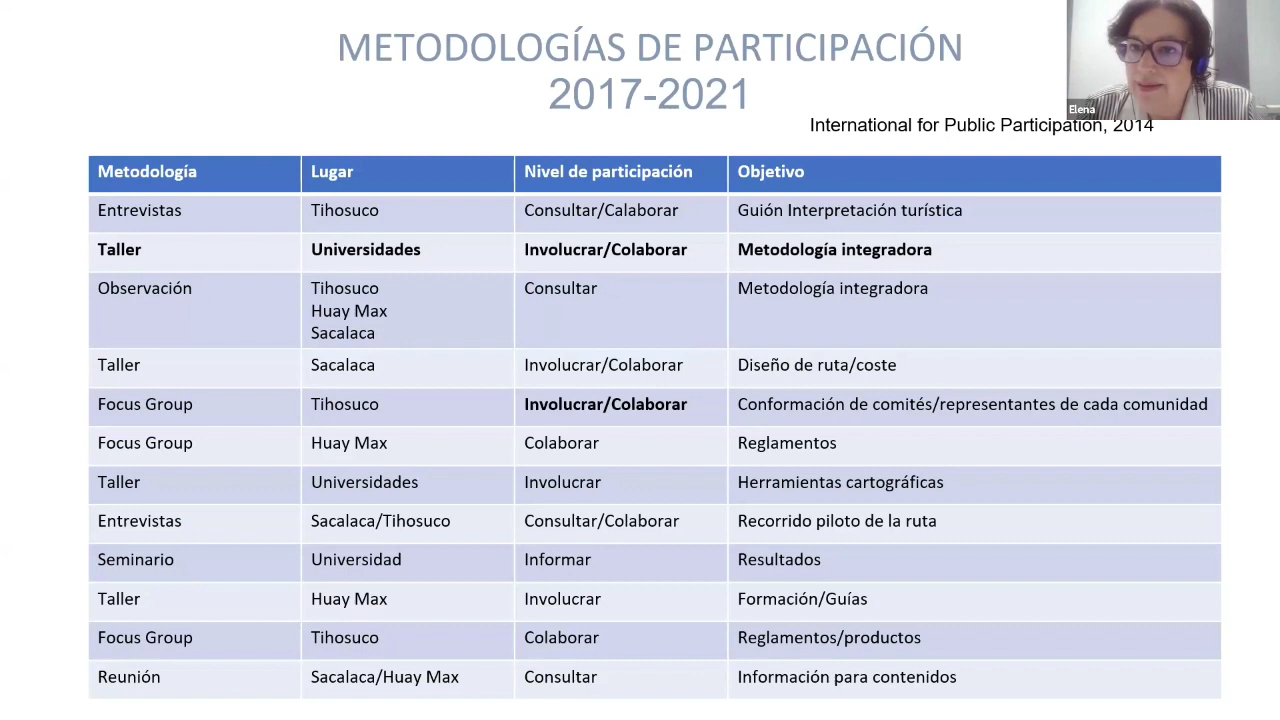 METODOLOGÍAS DE PARTICIPACIÓN
2017-2021
Elena
International for Public Participation, 2014
Metodología Lugar Nivel de participación Objetivo
Entrevistas Tihosuco Consultar/Calaborar Guión Interpretación turística
Taller Universidades Involucrar/Colaborar Metodología integradora
Observación Tihosuco Consultar Metodología integradora
Huay Max
Sacalaca
Taller Sacalaca Involucrar/Colaborar Diseño de ruta/coste
Focus Group Tihosuco Involucrar/Colaborar Conformación de comités/representantes de cada comunidad
Focus Group Huay Max Colaborar Reglamentos
Taller Universidades Involucrar Herramientas cartográficas
Entrevistas Sacalaca/Tihosuco Consultar/Colaborar Recorrido piloto de la ruta
Seminario Universidad Informar Resultados
Taller Huay Max Involucrar Formación/Guías
Focus Group Tihosuco Colaborar Reglamentos/productos
Reunión Sacalaca/Huay Max Consultar Información para contenidos